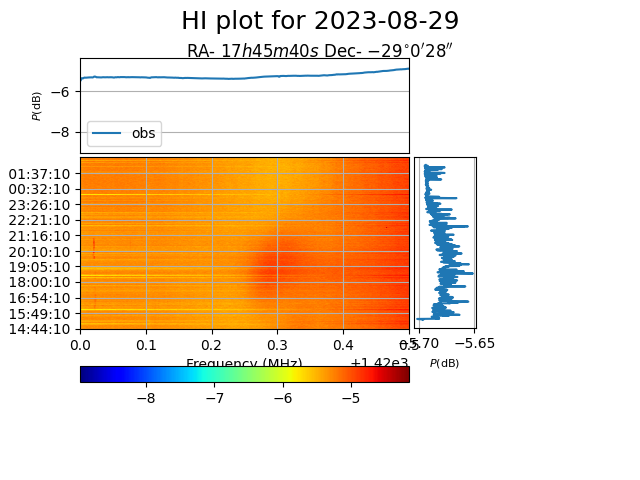 HI plot for 2023-08-29
RA- 17h45m40s Dec- −29°0′28″
P(dB)
−6
−8
obs
01:37:10
00:32:10
23:26:10
22:21:10
21:16:10
20:10:10
19:05:10
18:00:10
16:54:10
15:49:10
14:44:10
0.0 0.1 0.2 0.3 0.4 0.5
Frequency (MHz)
+1.42e3
−5.70 −5.65
P(dB)
−8 −7 −6 −5